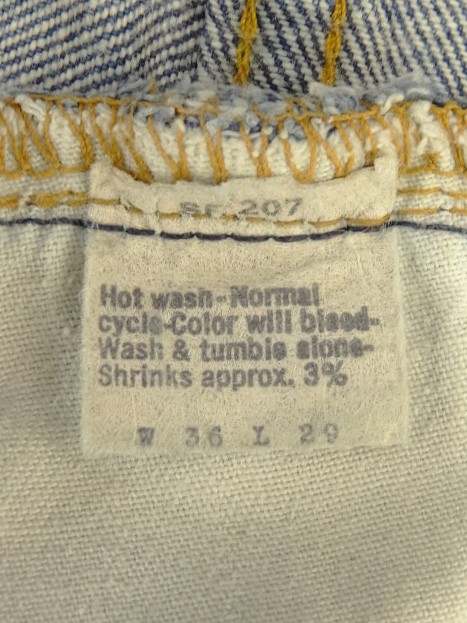 SF 207
Hot wash-Normal
cycle-Color will bleed-
Wash & tumble alone-
Shrinks approx. 3%
W 36 L 29